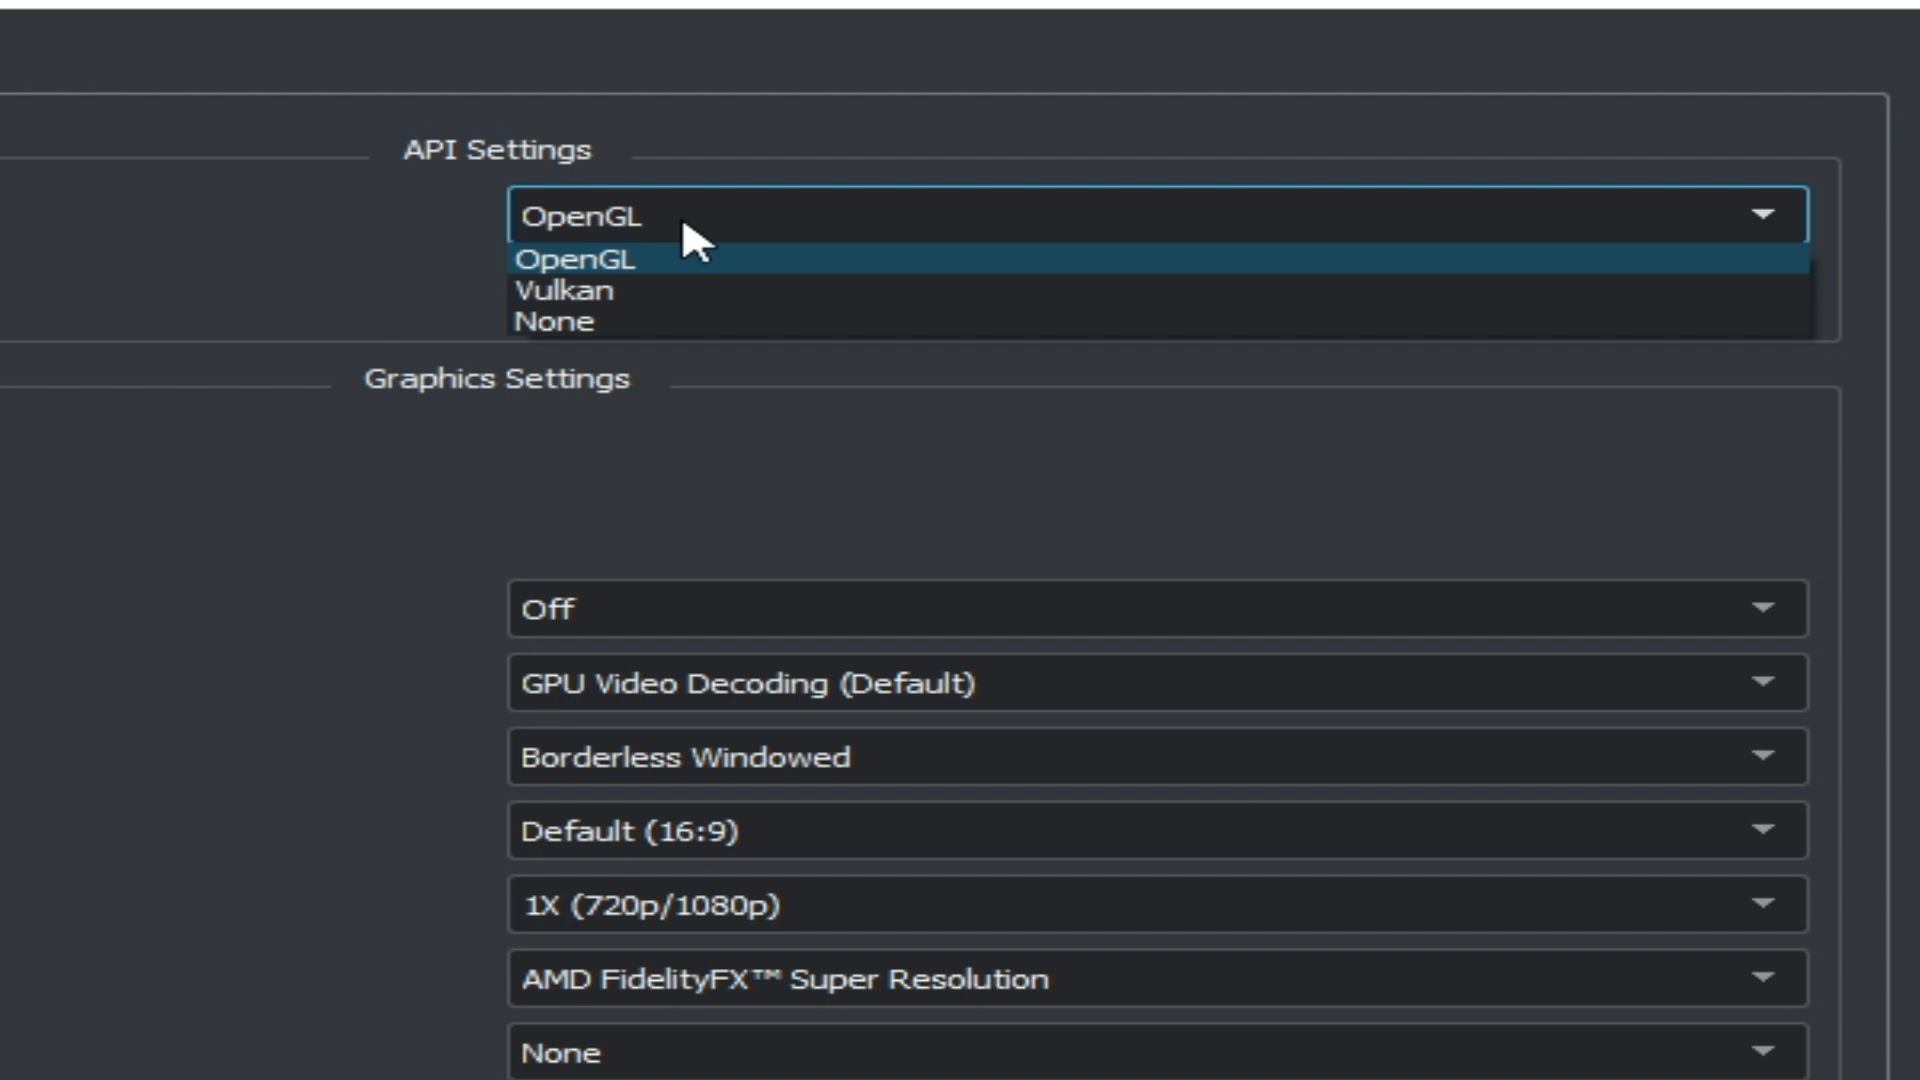 API Settings
OpenGL
OpenGL
Vulkan
None
Graphics Settings
Off
GPU Video Decoding (Default)
Borderless Windowed
Default (16:9)
1X (720p/1080p)
AMD FidelityFX™ Super Resolution
None